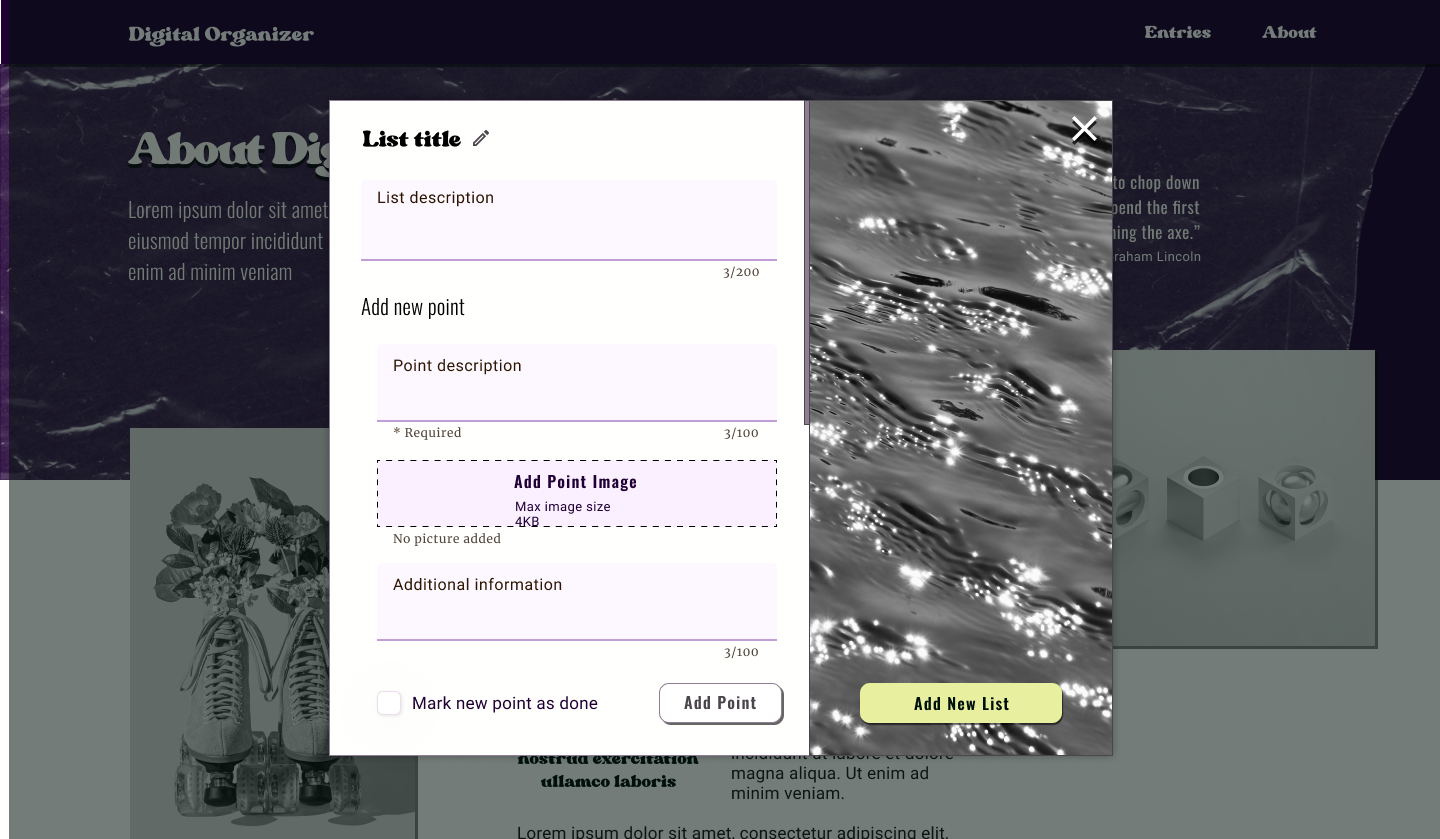 Digital Organizer
Entries
About
About Dig
Lorem ipsum dolor sit amet
eiusmod tempor incididunt
enim ad minim veniam
to chop down
pend the first
ning the axe.”
raham Lincoln
List title
List description
3/200
Add new point
Point description
* Required
3/100
Add Point Image
Max image size
4KB
No picture added
Additional information
3/100
Mark new point as done
Add Point
Add New List
nostrud exercitation
ullamco laboris
incididunt ut labore et dolore
magna aliqua. Ut enim ad
minim veniam.
Lorem ipsum dolor sit amet, consectetur adipiscing elit,